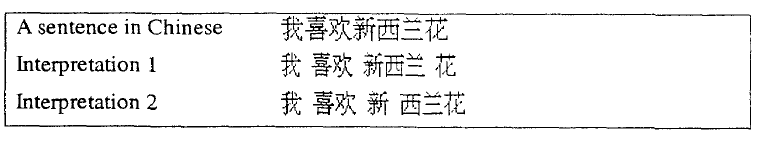 A sentence in Chinese 我喜欢新西兰花
Interpretation 1 我 喜欢 新西兰 花
Interpretation 2 我 喜欢 新 西兰花